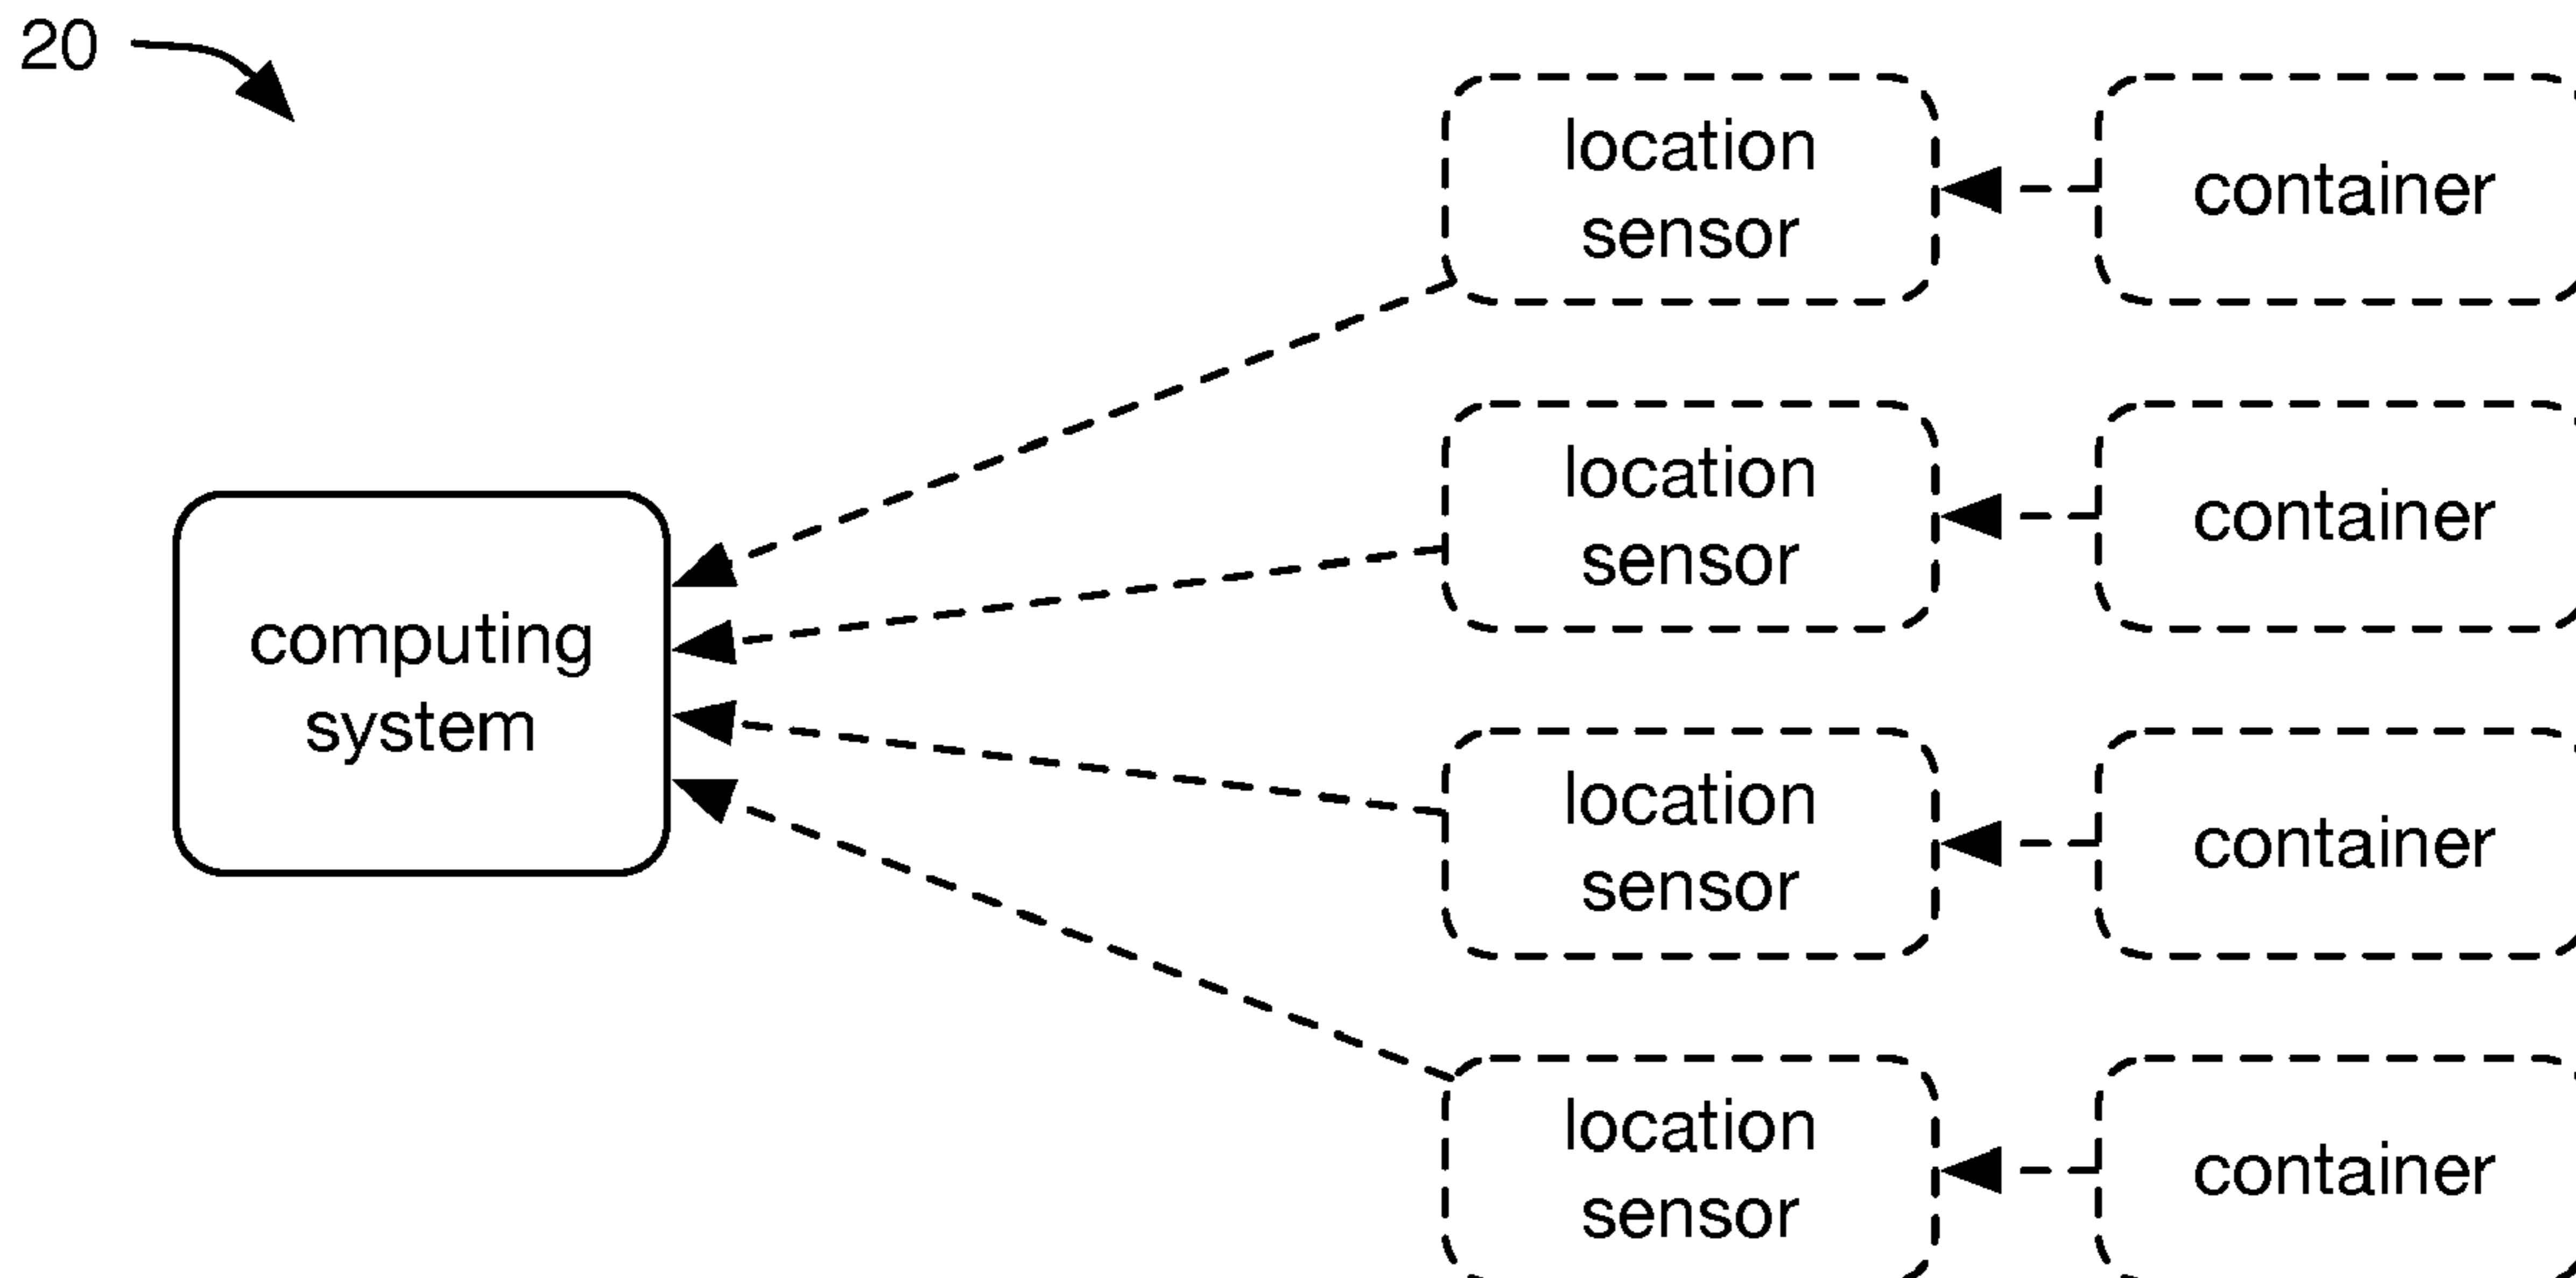 20
location
sensor
container
location
sensor
container
computing
system
location
sensor
container
location
sensor
container